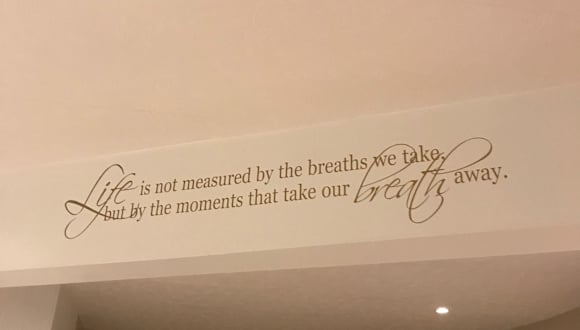 Life is not measured by the breaths we take,
but by the moments that take our breath away.